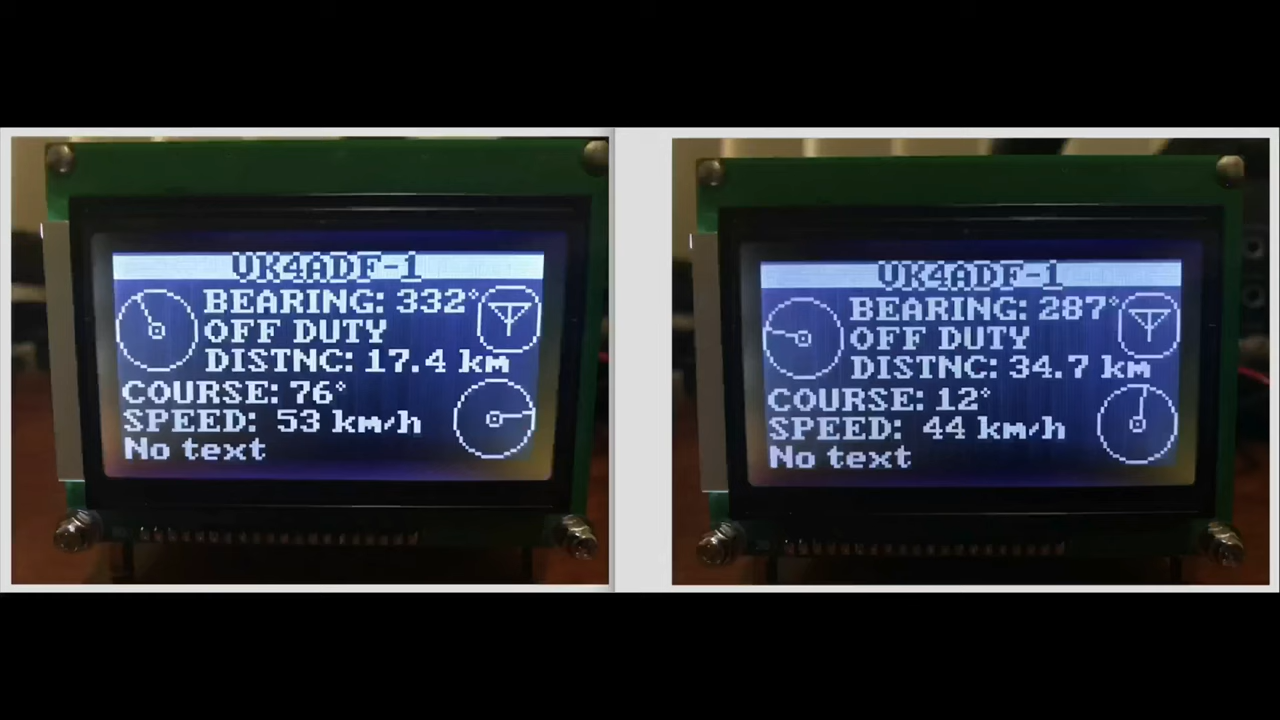 VK4ADF-1
BEARING: 332°
OFF DUTY
DISTNC: 17.4 km
COURSE: 76°
SPEED: 53 km/h
No text
VK4ADF-1
BEARING: 287°
OFF DUTY
DISTNC: 34.7 km
COURSE: 12°
SPEED: 44 km/h
No text